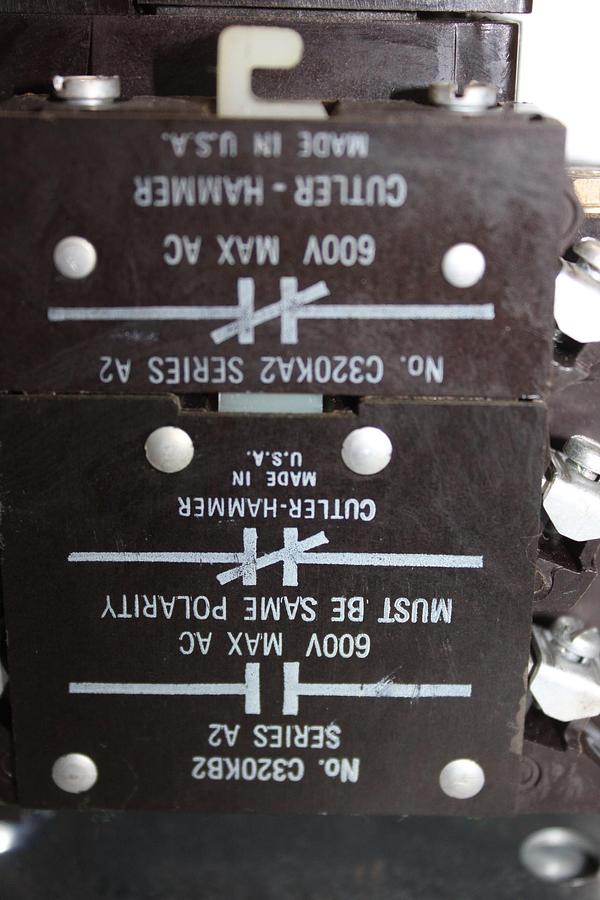 No. C320KB2
SERIES A2
600V MAX AC
MUST BE SAME POLARITY
CUTLER-HAMMER
MADE IN
U.S.A.
No. C320KA2 SERIES A2
600V MAX AC
CUTLER - HAMMER
MADE IN U.S.A.